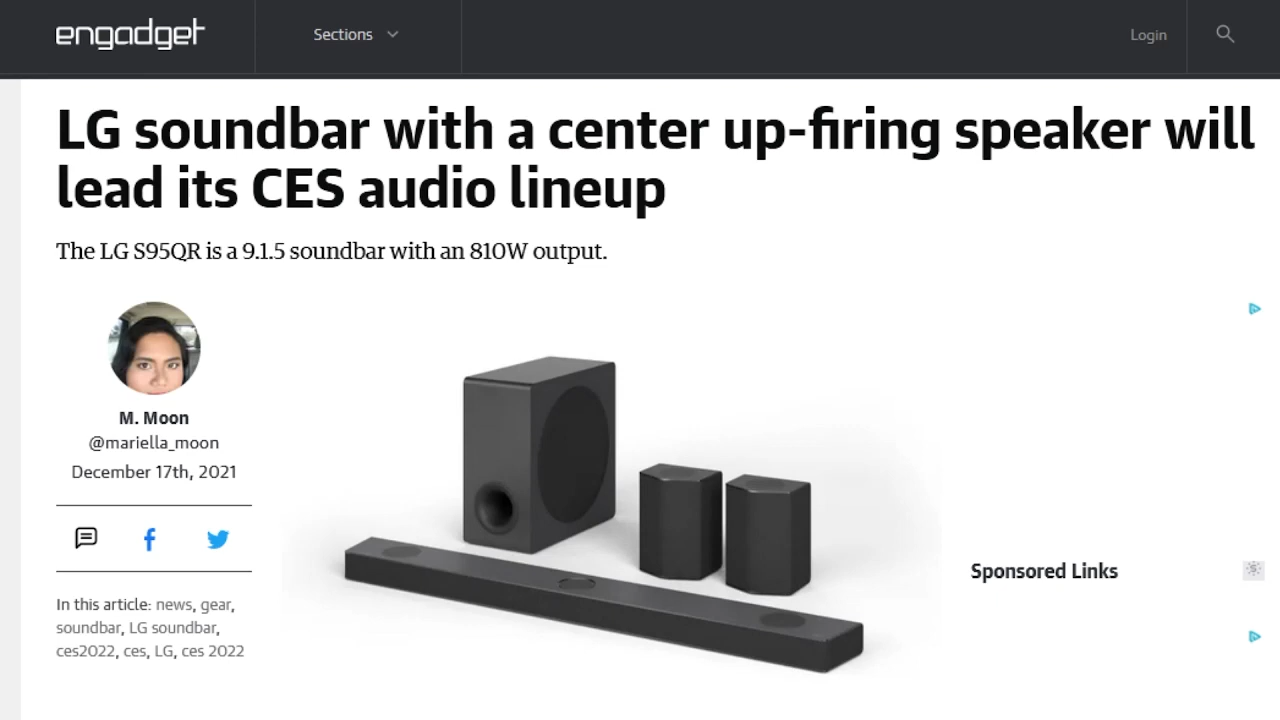 engadget
Sections
Login
LG soundbar with a center up-firing speaker will
lead its CES audio lineup
The LG S95QR is a 9.1.5 soundbar with an 810W output.
M. Moon
@mariella_moon
December 17th, 2021
In this article: news, gear,
soundbar, LG soundbar,
ces2022, ces, LG, ces 2022
Sponsored Links